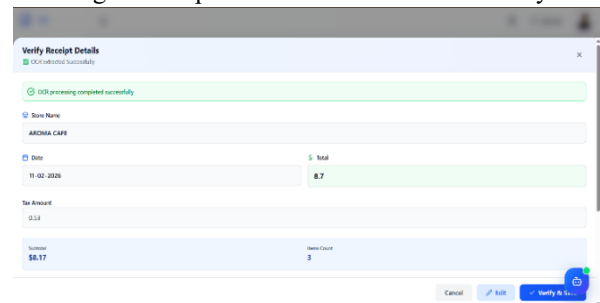 Verify Receipt Details
OCR extracted Successfully
OCR processing completed successfully
Store Name
AROMA CAFE
Date
$ Total
11-02-2026
8.7
Tax Amount
0.53
Subtotal
Items Count
$8.17
3
Cancel
Edit
Verify &